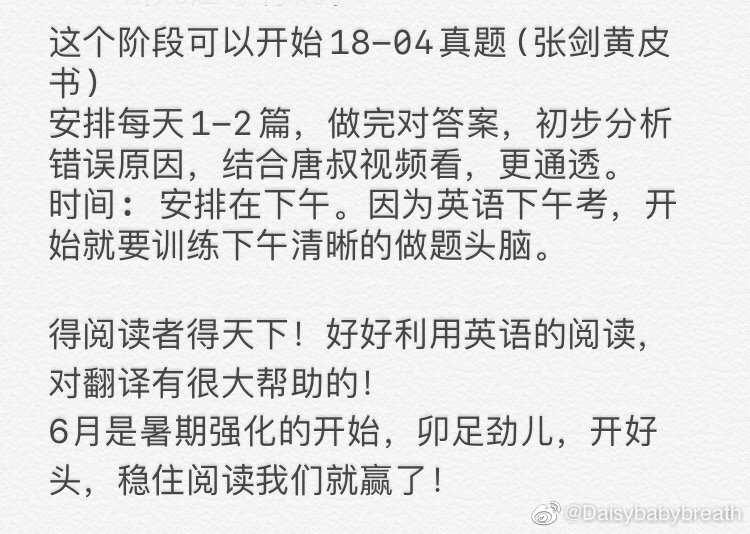 这个阶段可以开始18-04真题(张剑黄皮
书)
安排每天1-2篇，做完对答案，初步分析
错误原因，结合唐叔视频看，更通透。
时间：安排在下午。因为英语下午考，开
始就要训练下午清晰的做题头脑。
得阅读者得天下！好好利用英语的阅读，
对翻译有很大帮助的！
6月是暑期强化的开始，卯足劲儿，开好
头，稳住阅读我们就赢了！
@Daisybabybreath